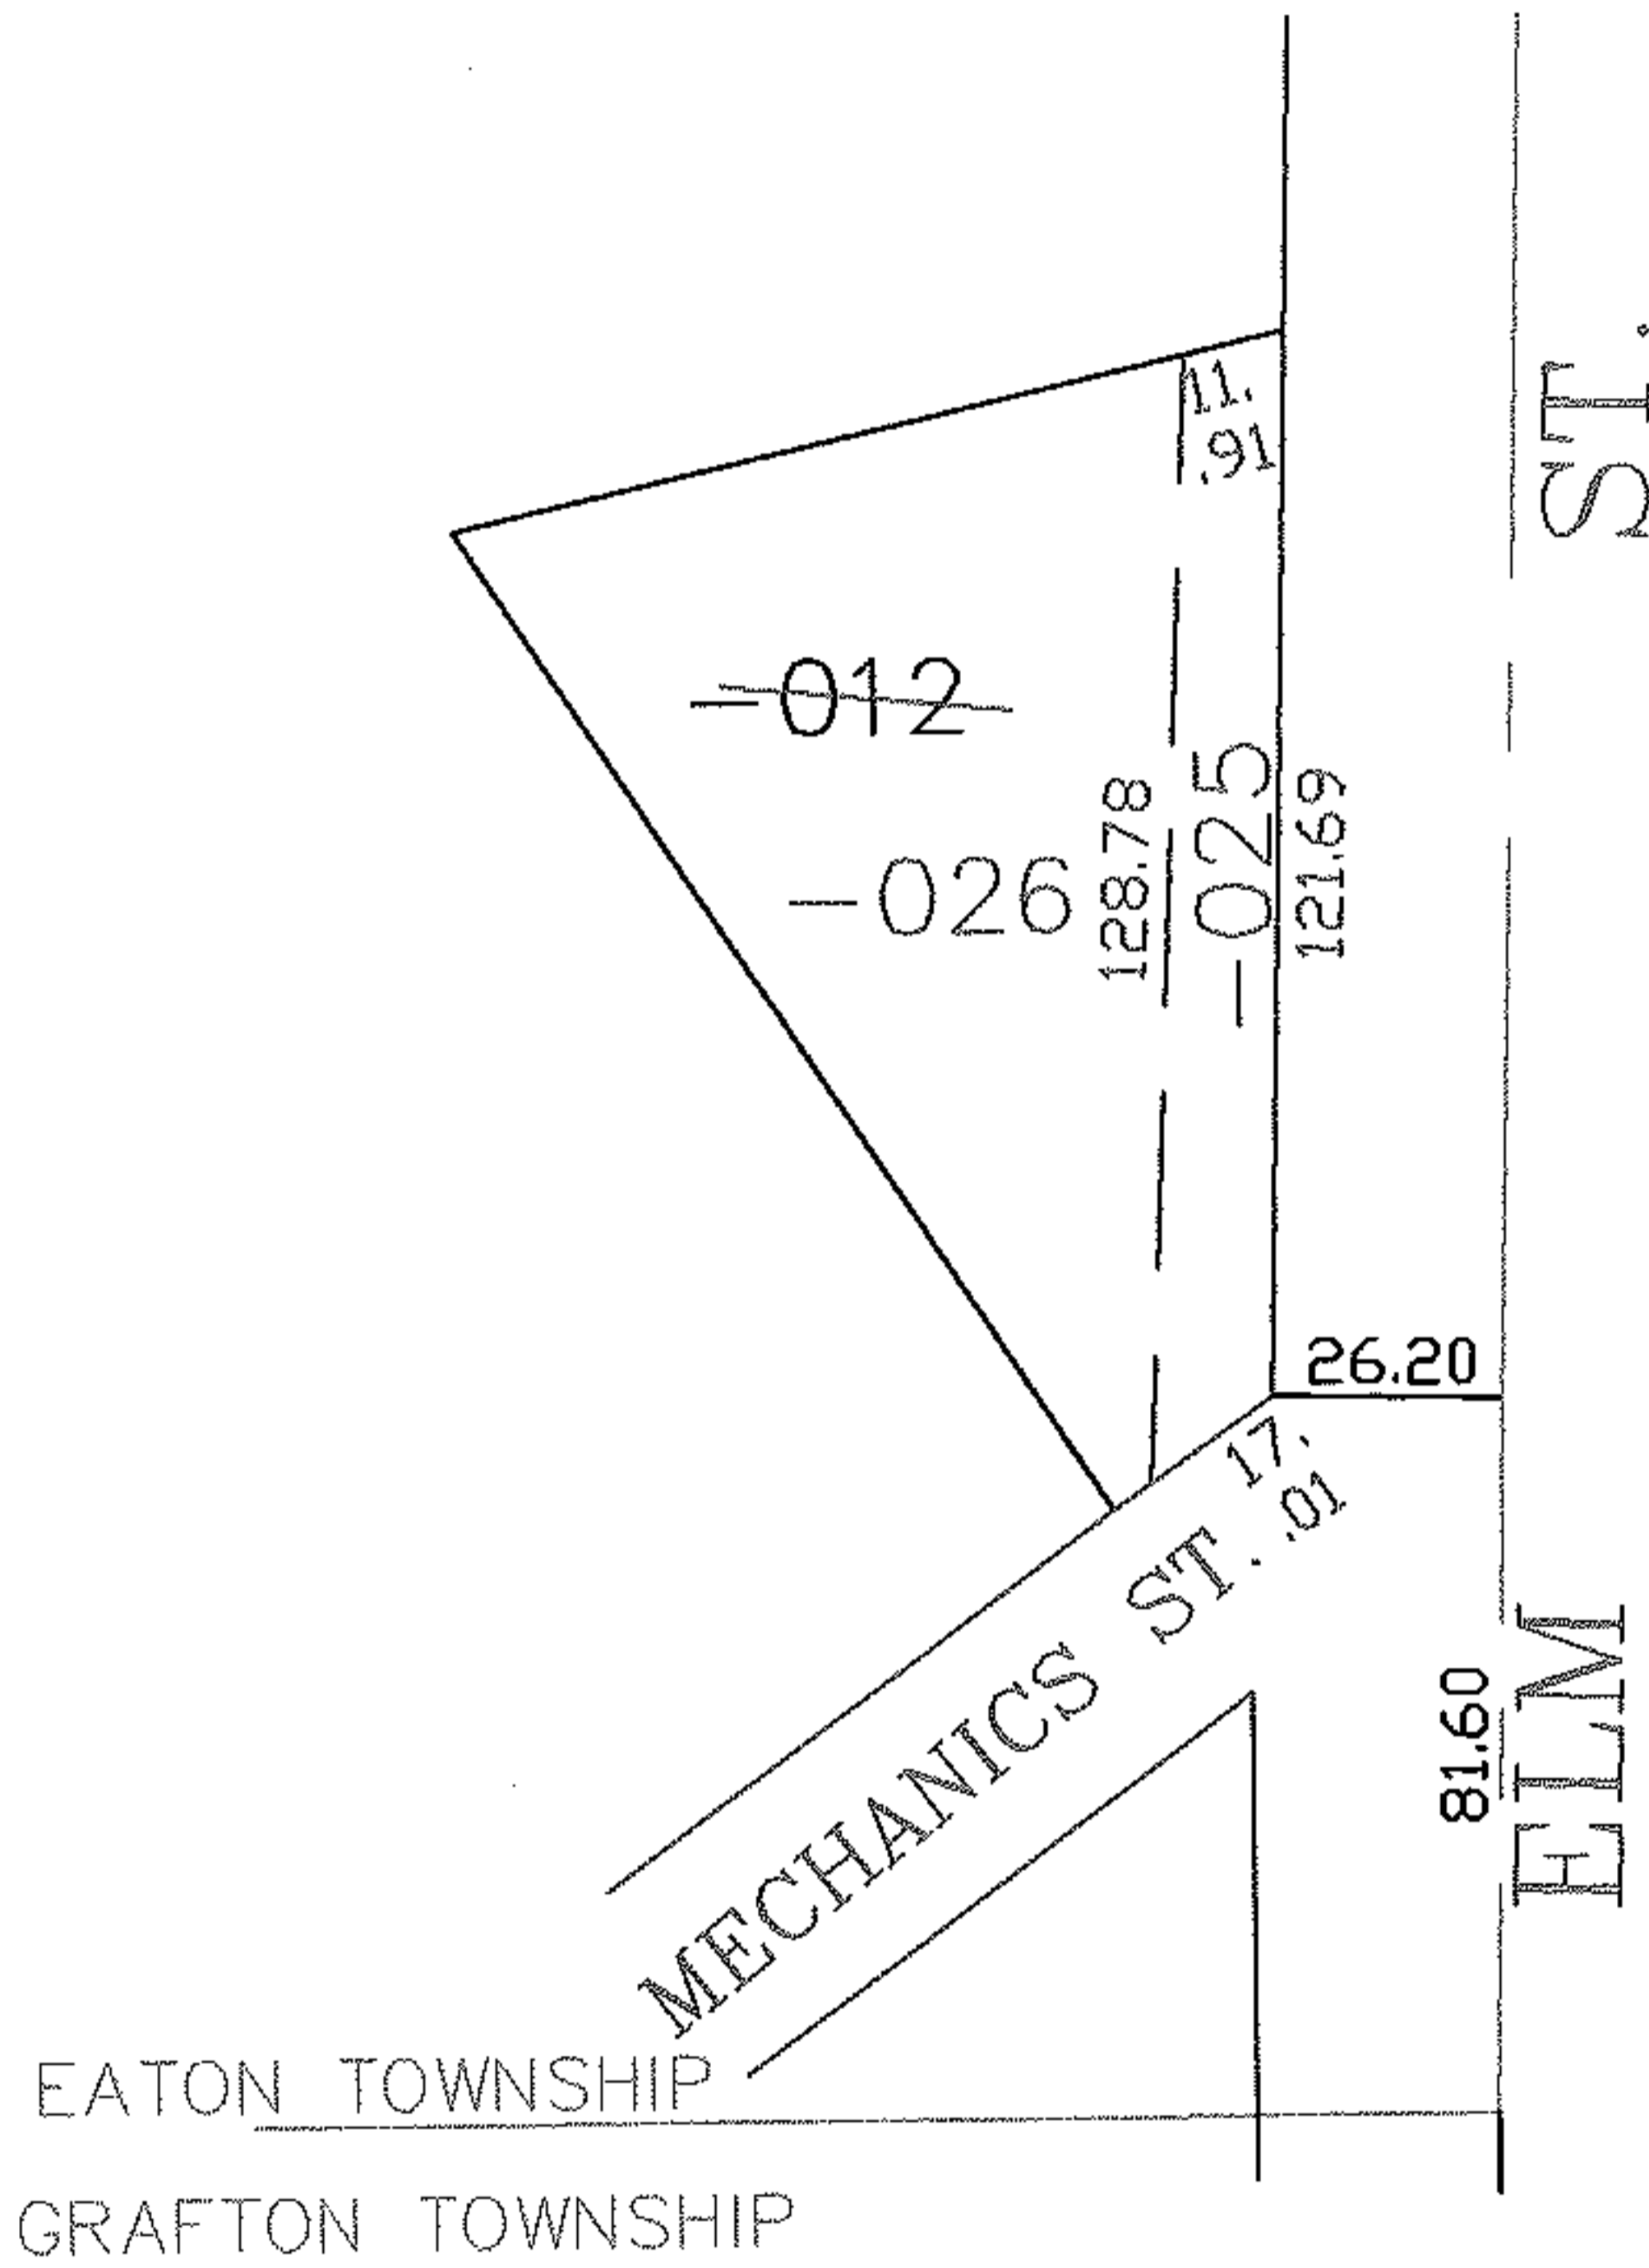 ST.
11.
.91
-012
-025
128.78
121.69
-026
26.20
17.
.01
MECHANICS ST.
81.60
ELM
EATON TOWNSHIP
GRAFTON TOWNSHIP